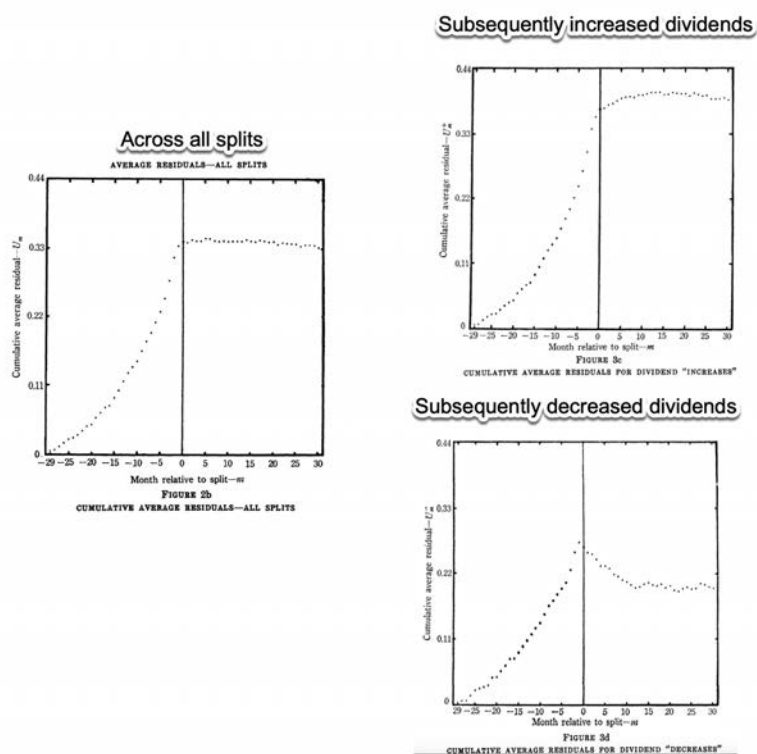 Across all splits
AVERAGE RESIDUALS—ALL SPLITS
0.44
0.33
0.22
0.11
0
Cumulative average residual—Um
−29 −25 −20 −15 −10 −5 0 5 10 15 20 25 30
Month relative to split—m
FIGURE 2b
CUMULATIVE AVERAGE RESIDUALS—ALL SPLITS
Subsequently increased dividends
0.44
0.33
0.22
0.11
0
Cumulative average residual—U+m
−29 −25 −20 −15 −10 −5 0 5 10 15 20 25 30
Month relative to split—m
FIGURE 3c
CUMULATIVE AVERAGE RESIDUALS FOR DIVIDEND "INCREASES"
Subsequently decreased dividends
0.44
0.33
0.22
0.11
0
Cumulative average residual—U−m
29 −25 −20 −15 −10 −5 0 5 10 15 20 25 30
Month relative to split—m
FIGURE 3d
CUMULATIVE AVERAGE RESIDUALS FOR DIVIDEND "DECREASES"